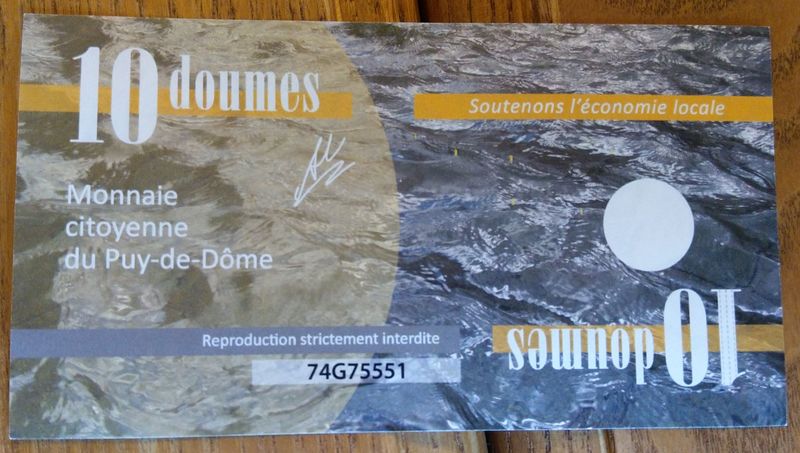 10 doumes
Soutenons l'économie locale
Monnaie
citoyenne
du Puy-de-Dôme
Reproduction strictement interdite
74G75551
10 doumes